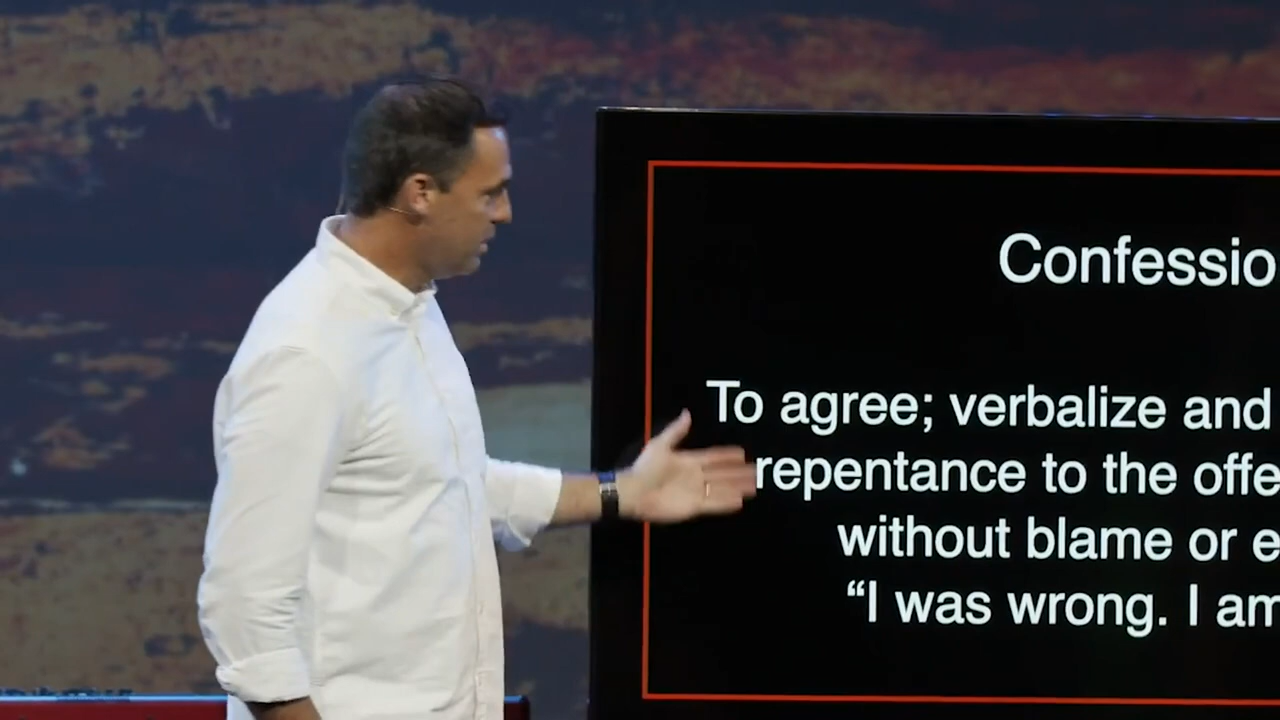 Confessio
To agree; verbalize and
repentance to the offe
without blame or e
“I was wrong. I am